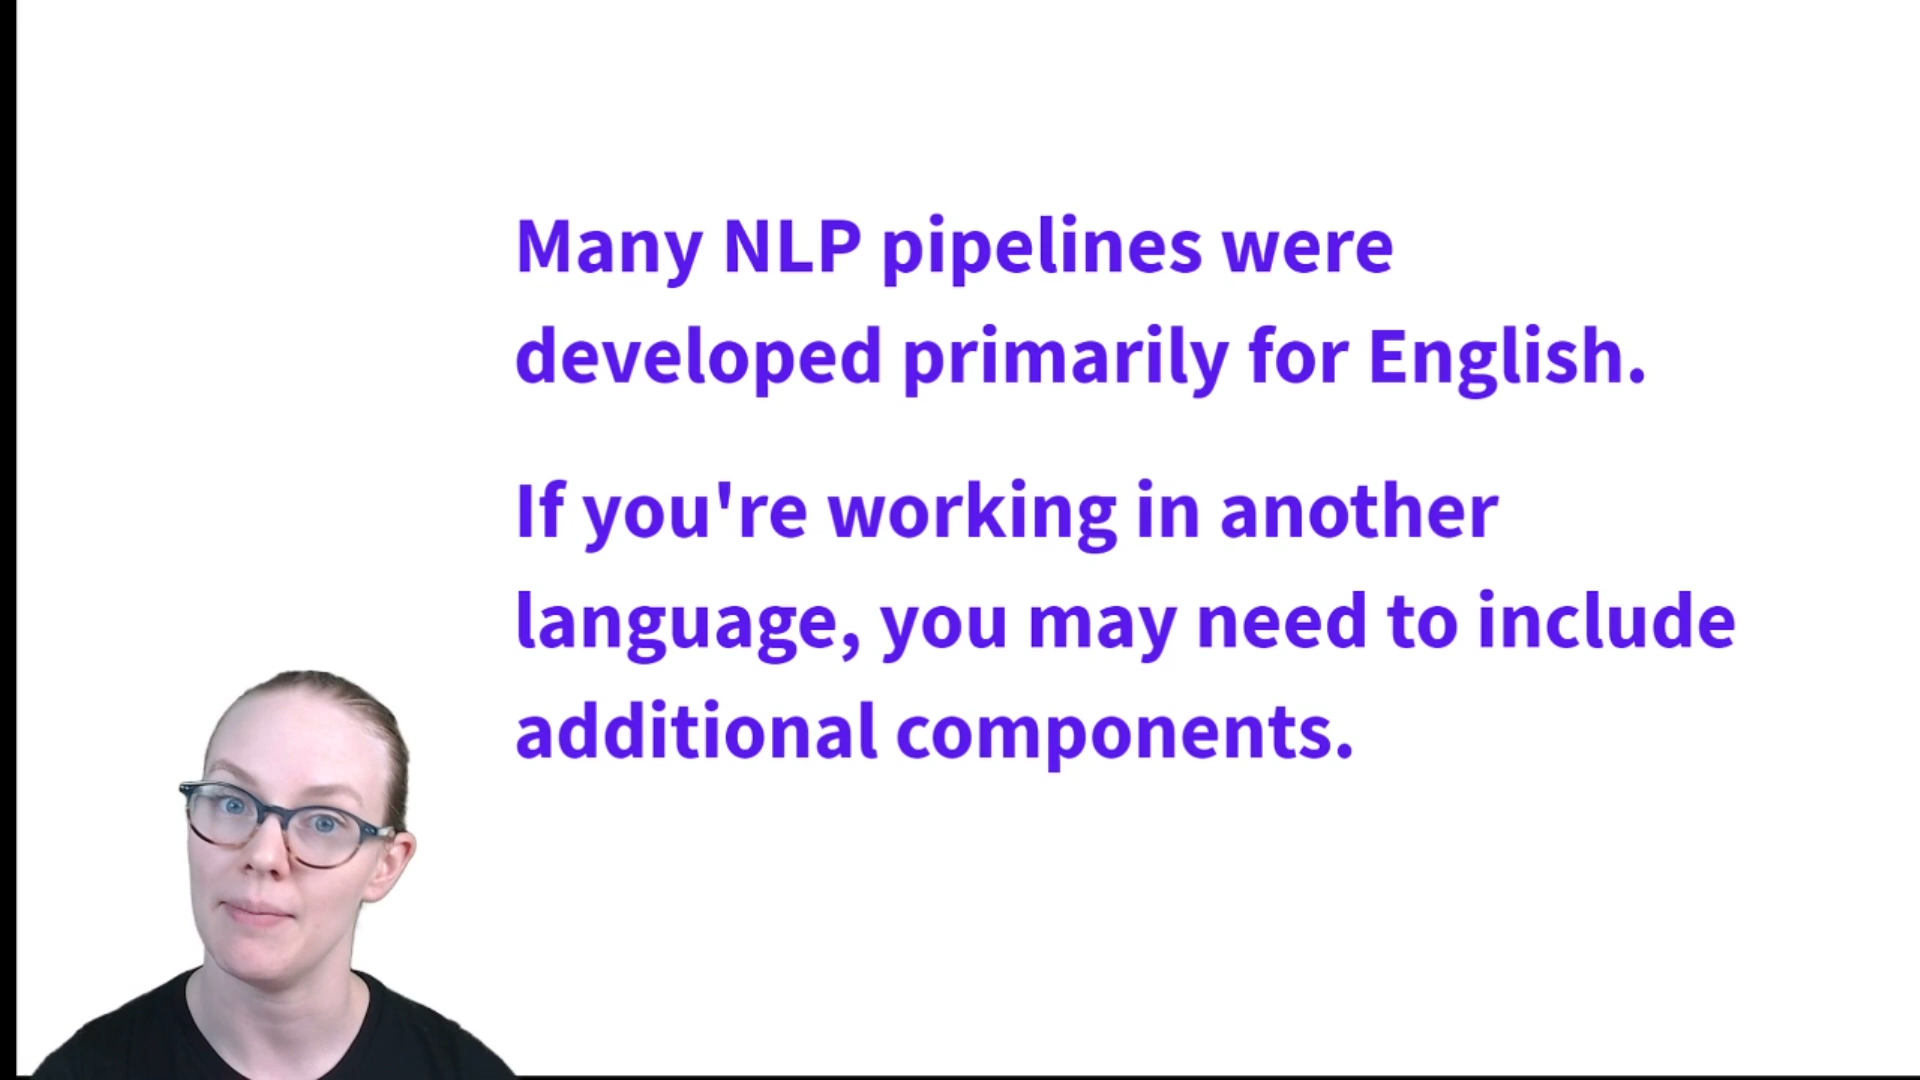 Many NLP pipelines were
developed primarily for English.
If you're working in another
language, you may need to include
additional components.